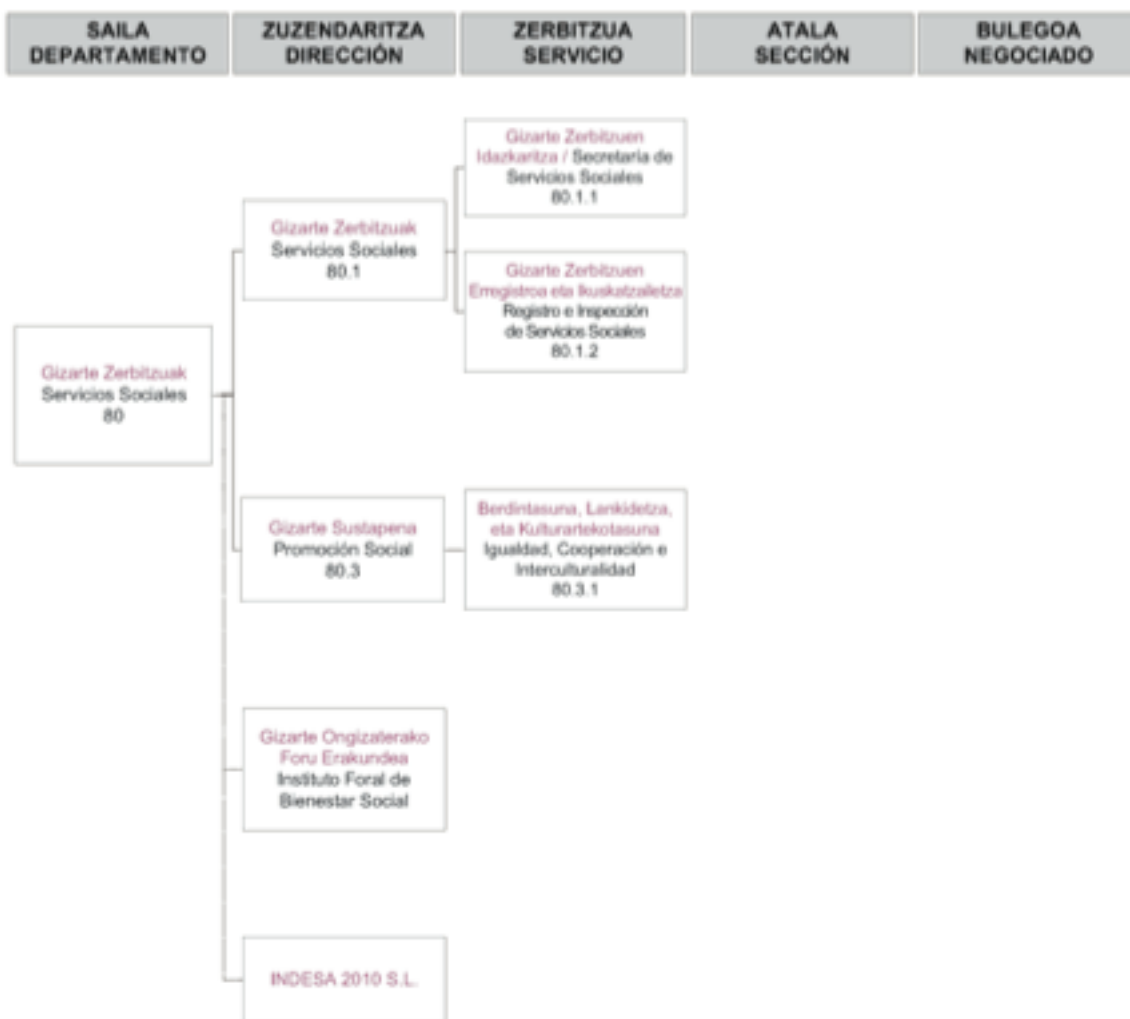 SAILA
DEPARTAMENTO
ZUZENDARITZA
DIRECCIÓN
ZERBITZUA
SERVICIO
ATALA
SECCIÓN
BULEGOA
NEGOCIADO
Gizarte Zerbitzuen
Idazkaritza / Secretaría de
Servicios Sociales
80.1.1
Gizarte Zerbitzuak
Servicios Sociales
80.1
Gizarte Zerbitzuen
Erregistroa eta Ikuskatzailetza
Registro e Inspección
de Servicios Sociales
80.1.2
Gizarte Zerbitzuak
Servicios Sociales
80
Gizarte Sustapena
Promoción Social
80.3
Berdintasuna, Lankidetza,
eta Kulturartekotasuna
Igualdad, Cooperación e
Interculturalidad
80.3.1
Gizarte Ongizaterako
Foru Erakundea
Instituto Foral de
Bienestar Social
INDESA 2010 S.L.